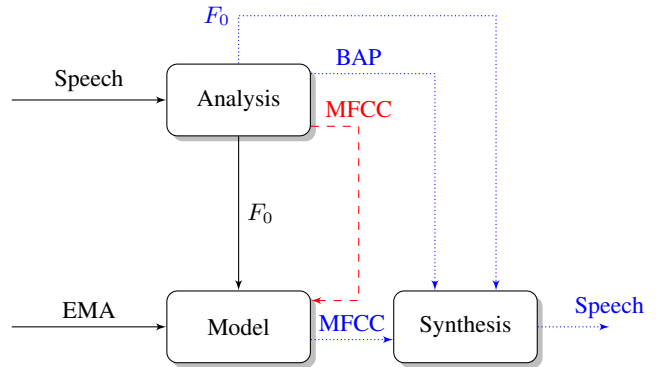 F₀
BAP
Speech
Analysis
MFCC
F₀
EMA
Model
MFCC
Synthesis
Speech